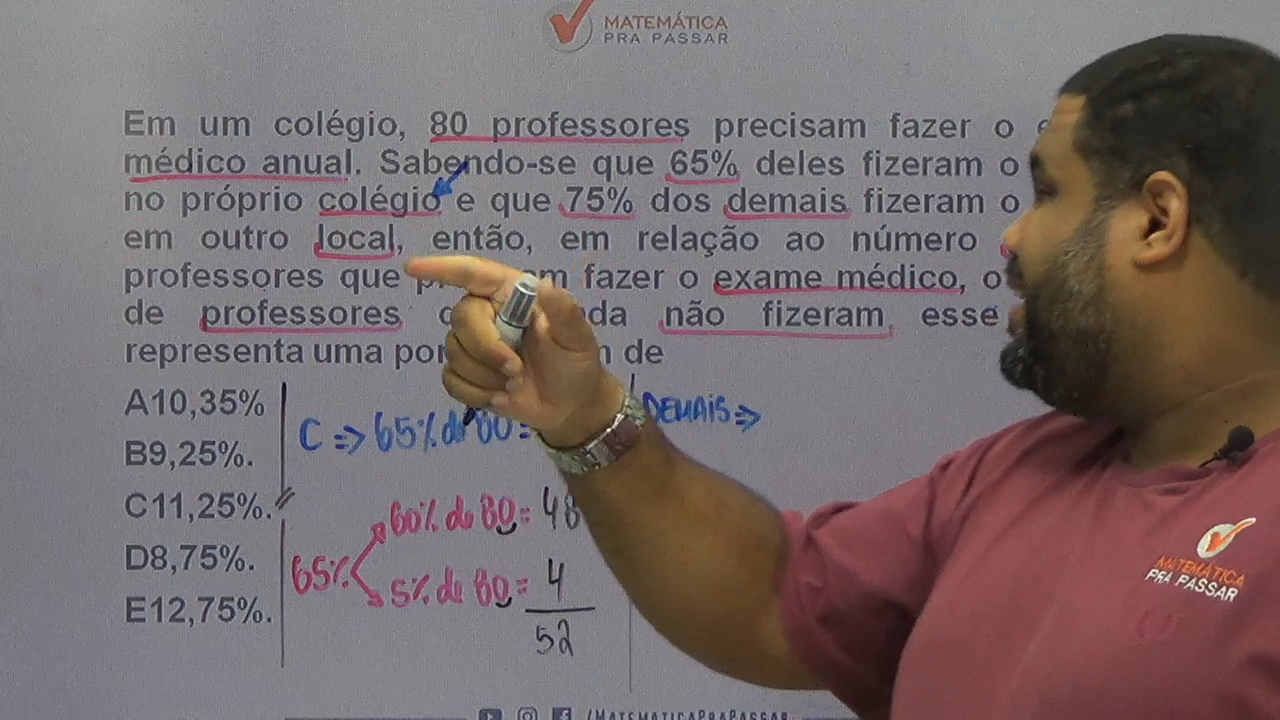 MATEMÁTICA
PRA PASSAR
Em um colégio, 80 professores precisam fazer o
médico anual. Sabendo-se que 65% deles fizeram o
no próprio colégio e que 75% dos demais fizeram o
em outro local, então, em relação ao número
professores que fazer o exame médico, o
de professores não fizeram esse
representa uma de
A10,35%
B9,25%.
C11,25%.
D8,75%.
E12,75%.
C ⇒ 65% de 80 =
DEMAIS ⇒
65%
60% de 80 = 48
5% de 80 = 4
52
MATEMÁTICA
PRA PASSAR
/MATEMATICAPRAPASSAR